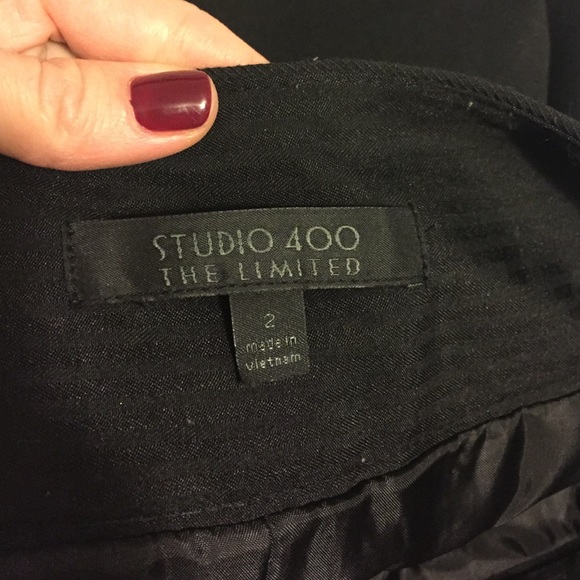 STUDIO 400
THE LIMITED
2
made in
vietnam